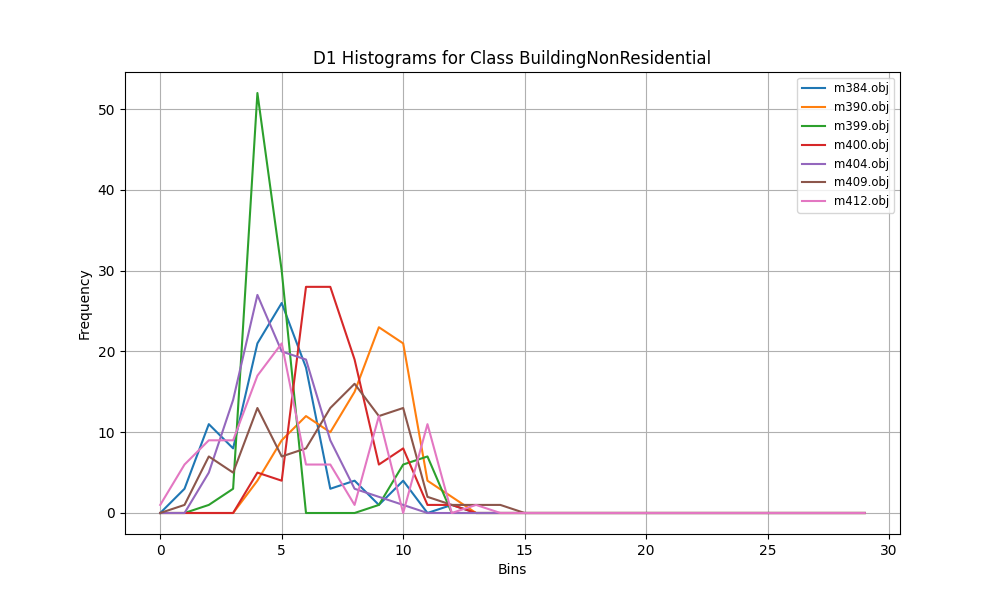 D1 Histograms for Class BuildingNonResidential
m384.obj
m390.obj
m399.obj
m400.obj
m404.obj
m409.obj
m412.obj
Frequency
50
40
30
20
10
0
0 5 10 15 20 25 30
Bins